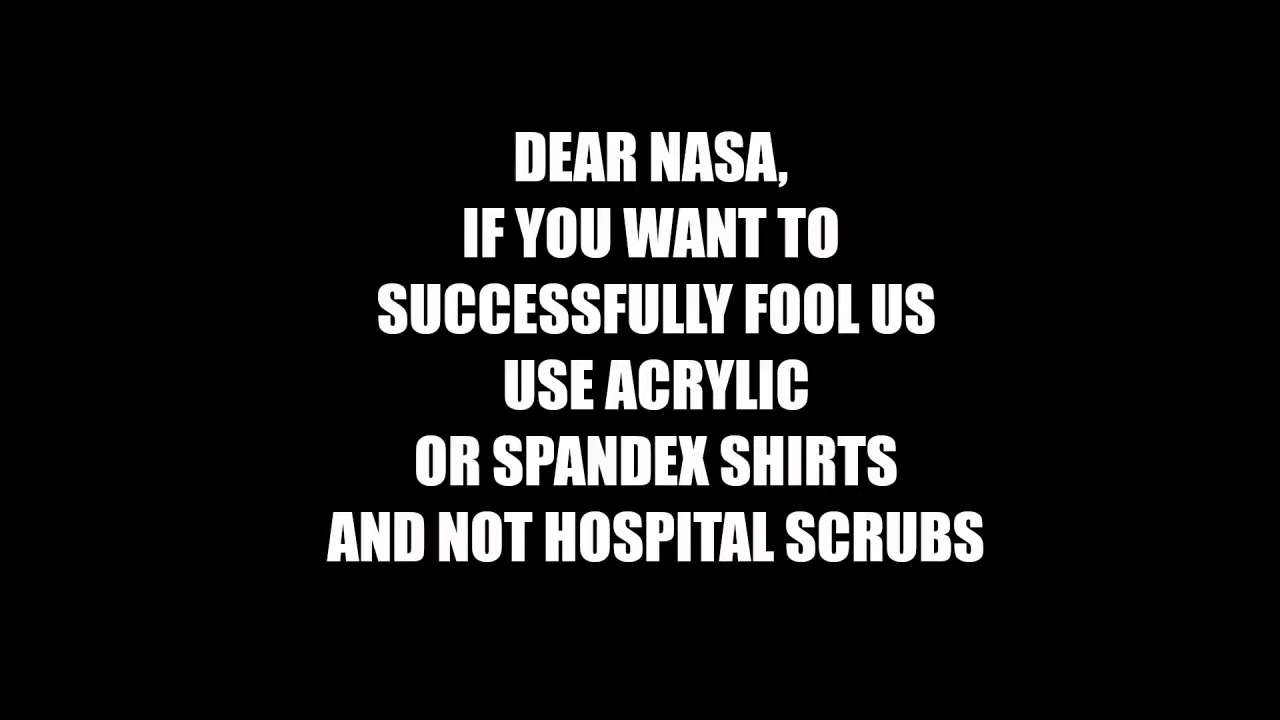 DEAR NASA,
IF YOU WANT TO
SUCCESSFULLY FOOL US
USE ACRYLIC
OR SPANDEX SHIRTS
AND NOT HOSPITAL SCRUBS